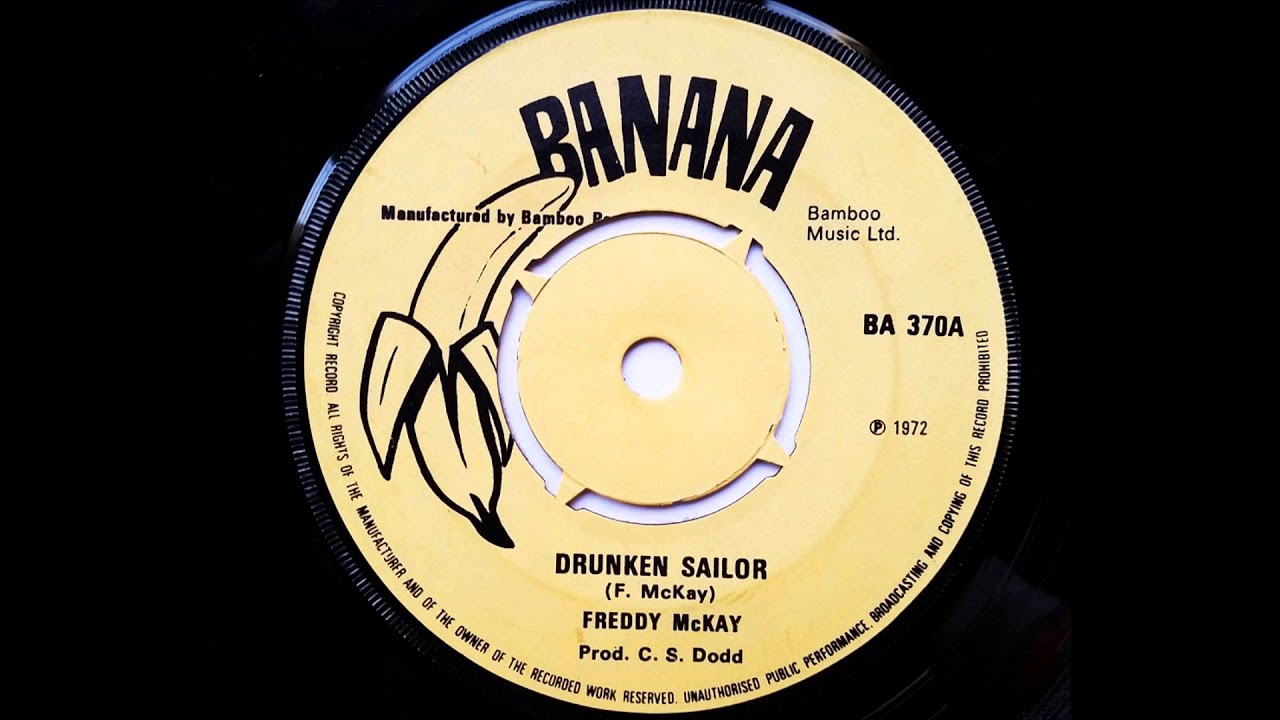 BANANA
Manufactured by Bamboo
Bamboo
Music Ltd.
BA 370A
℗ 1972
DRUNKEN SAILOR
(F. McKay)
FREDDY McKAY
Prod. C. S. Dodd
COPYRIGHT RECORD ALL RIGHTS OF THE MANUFACTURER AND OF THE OWNER OF THE RECORDED WORK RESERVED. UNAUTHORISED PUBLIC PERFORMANCE. BROADCASTING AND COPYING OF THIS RECORD PROHIBITED